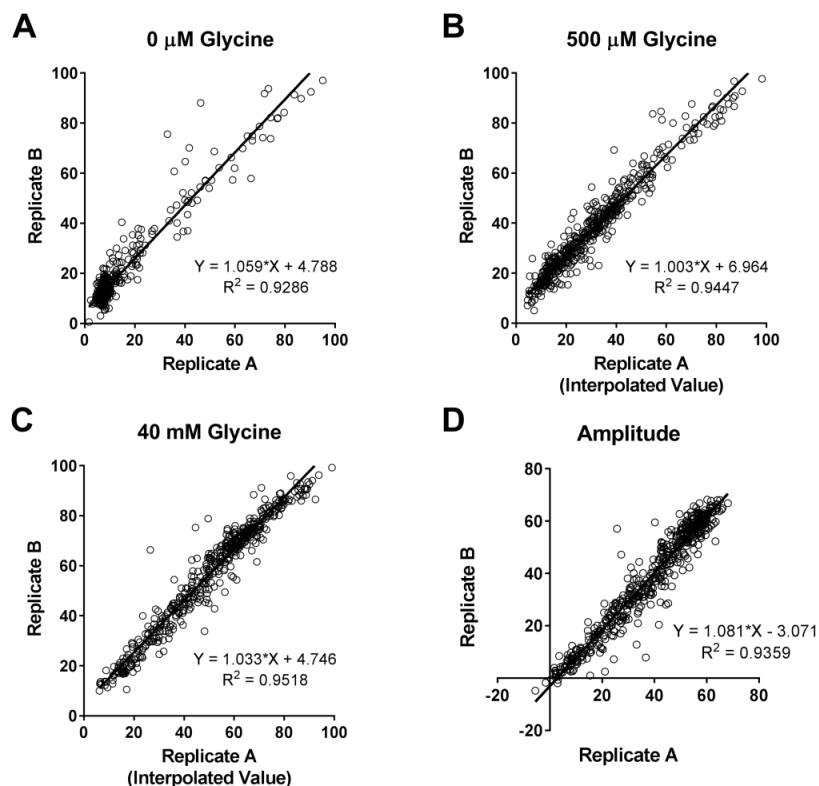 A
0 μM Glycine
100
80
60
40
20
0
0 20 40 60 80 100
Replicate B
Y = 1.059*X + 4.788
R² = 0.9286
Replicate A
B
500 μM Glycine
100
80
60
40
20
0
0 20 40 60 80 100
Replicate B
Y = 1.003*X + 6.964
R² = 0.9447
Replicate A
(Interpolated Value)
C
40 mM Glycine
100
80
60
40
20
0
0 20 40 60 80 100
Replicate B
Y = 1.033*X + 4.746
R² = 0.9518
Replicate A
(Interpolated Value)
D
Amplitude
80
60
40
20
-20
-20 20 40 60 80
Replicate B
Y = 1.081*X - 3.071
R² = 0.9359
Replicate A